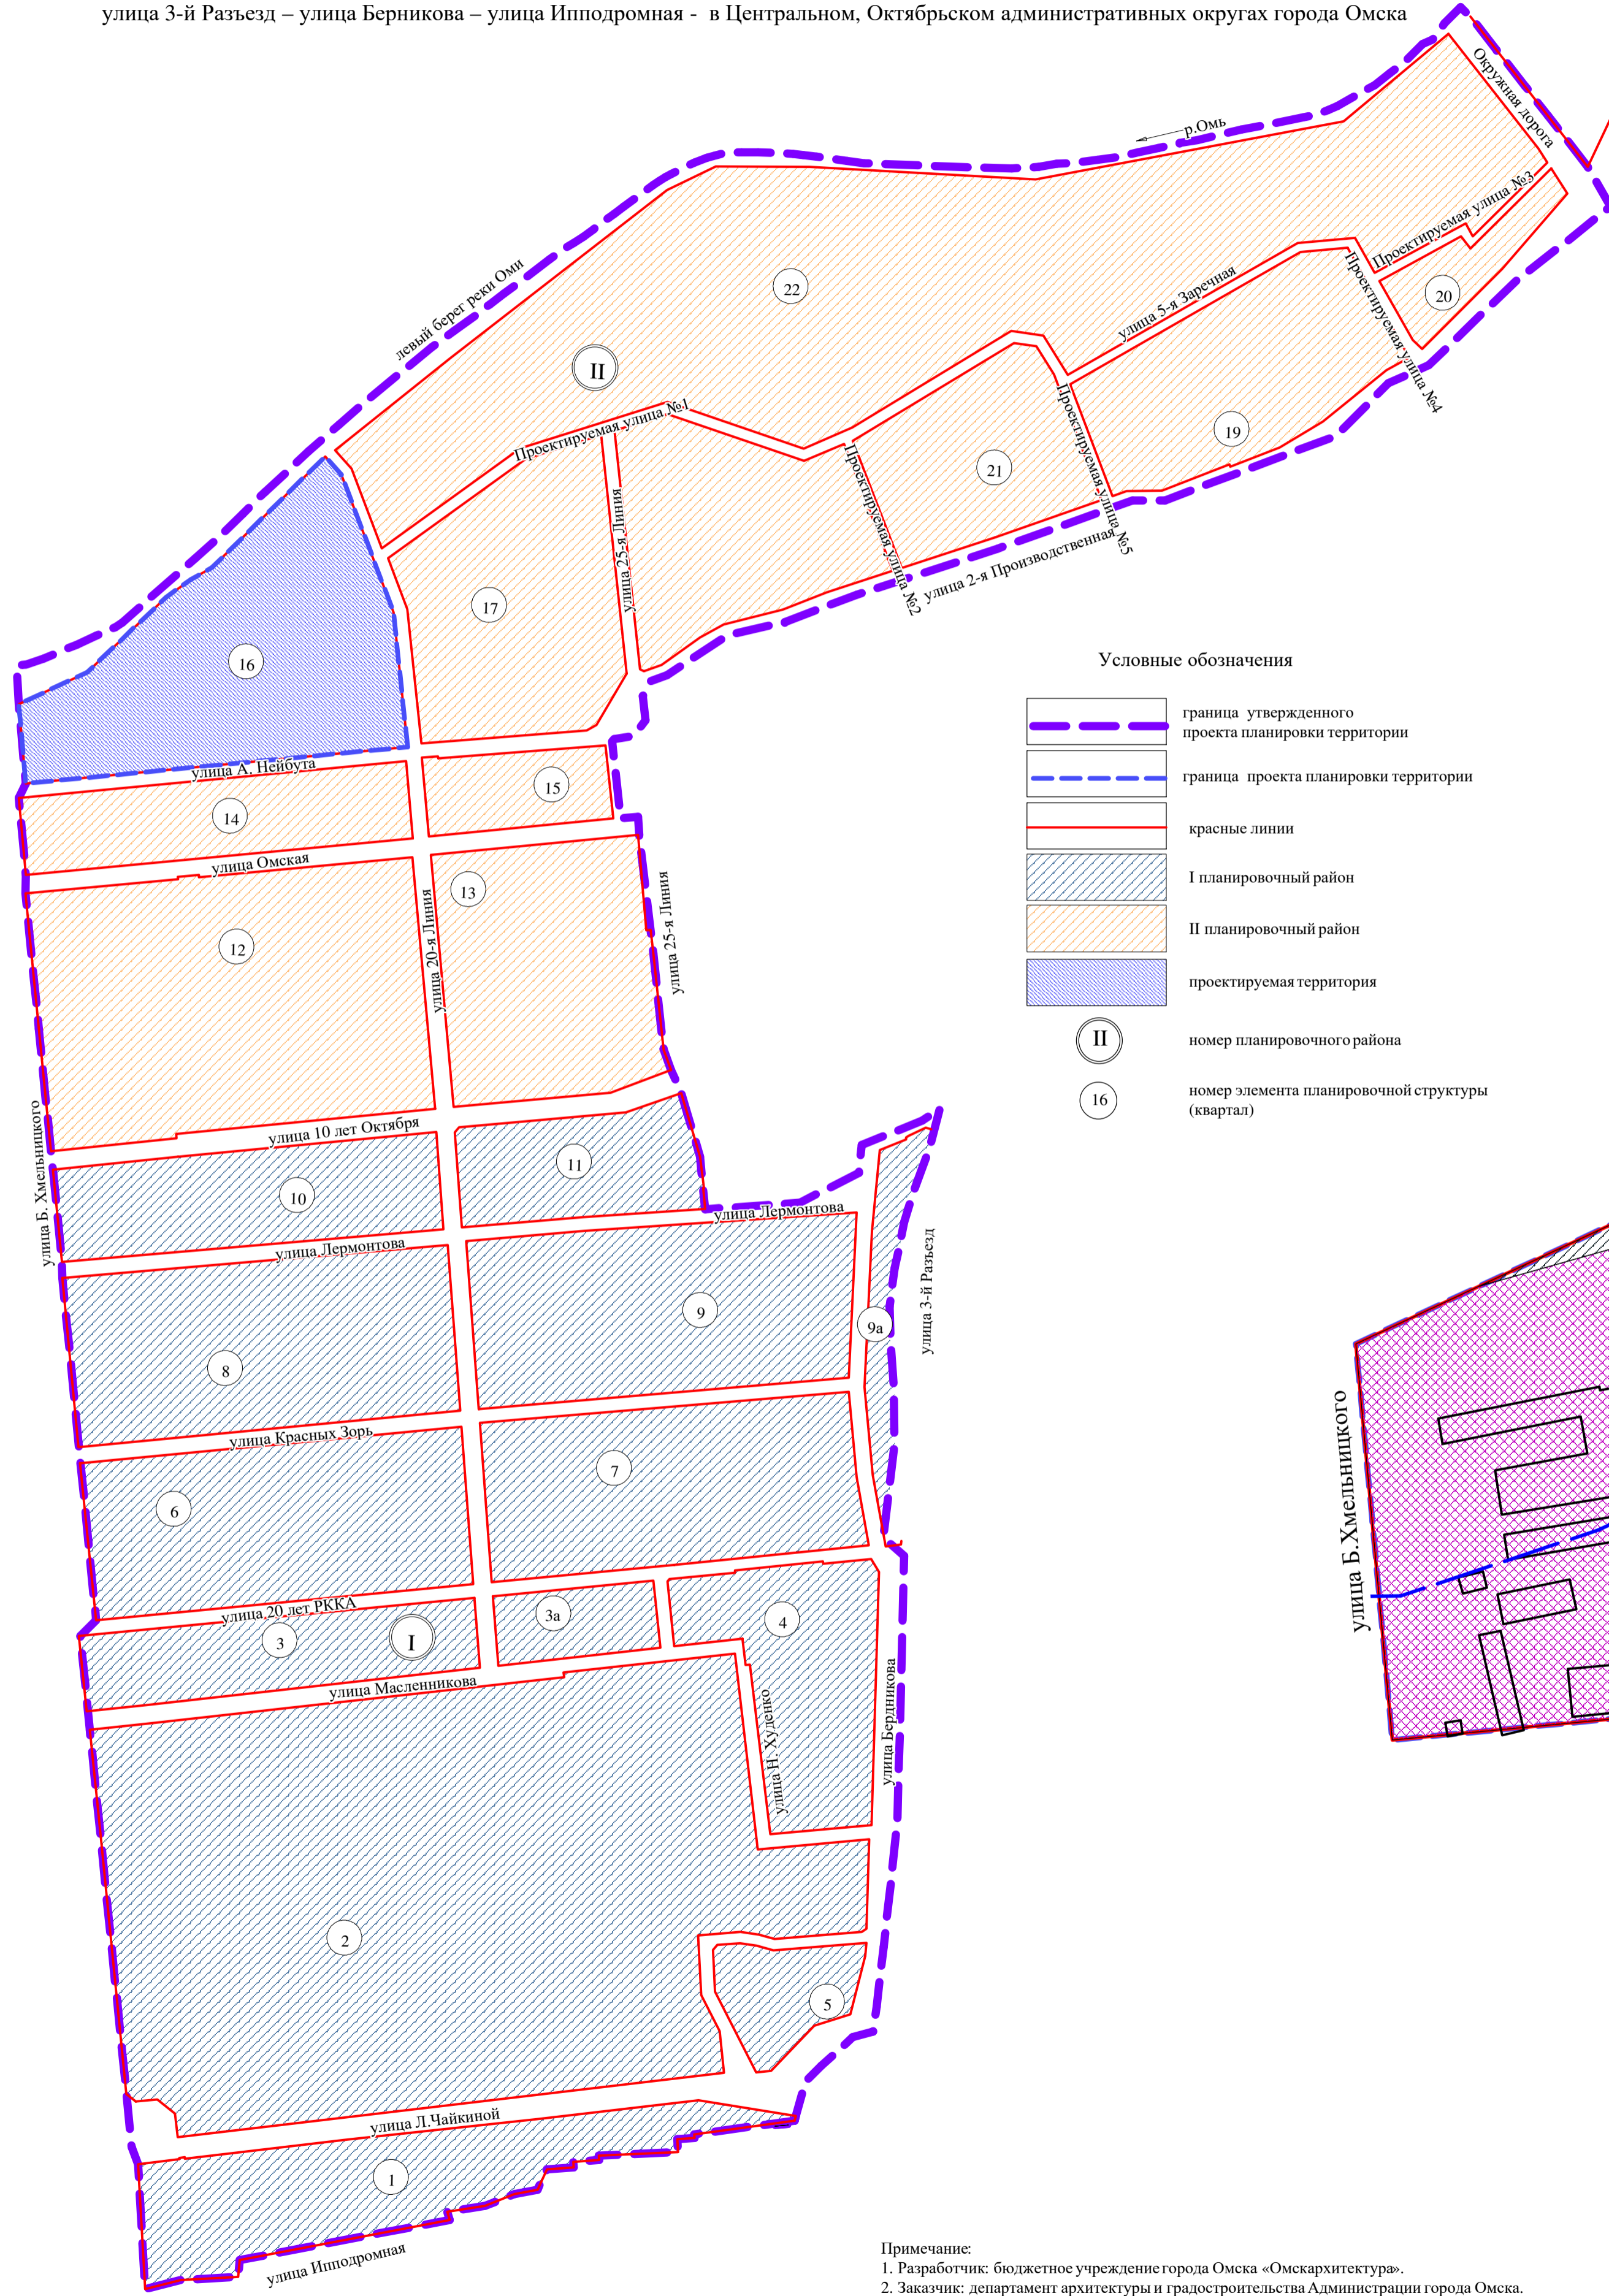 улица 3-й Разъезд – улица Берникова – улица Ипподромная - в Центральном, Октябрьском административных округах города Омска
Окружная дорога
р.Омь
Проектируемая улица №3
левый берег реки Оми
22
улица 5-я Заречная
20
Проектируемая улица №4
II
Проектируемая улица №1
19
21
Проектируемая улица №5
Проектируемая улица №2
улица 2-я Производственная
улица 25-я Линия
17
16
улица А. Нейбута
15
14
улица Омская
13
12
улица 20-я Линия
улица 25-я Линия
улица Б. Хмельницкого
улица 10 лет Октября
11
10
улица Лермонтова
улица Лермонтова
улица 3-й Разъезд
9
9а
8
улица Красных Зорь
7
6
улица 20 лет РККА
3
I
3а
4
улица Масленникова
улица Н. Худенко
улица Бердникова
2
5
улица Л.Чайкиной
1
улица Ипподромная
Условные обозначения
граница утвержденного
проекта планировки территории
граница проекта планировки территории
красные линии
I планировочный район
II планировочный район
проектируемая территория
II
номер планировочного района
16
номер элемента планировочной структуры
(квартал)
улица Б.Хмельницкого
Примечание:
1. Разработчик: бюджетное учреждение города Омска «Омскархитектура».
2. Заказчик: департамент архитектуры и градостроительства Администрации города Омска.